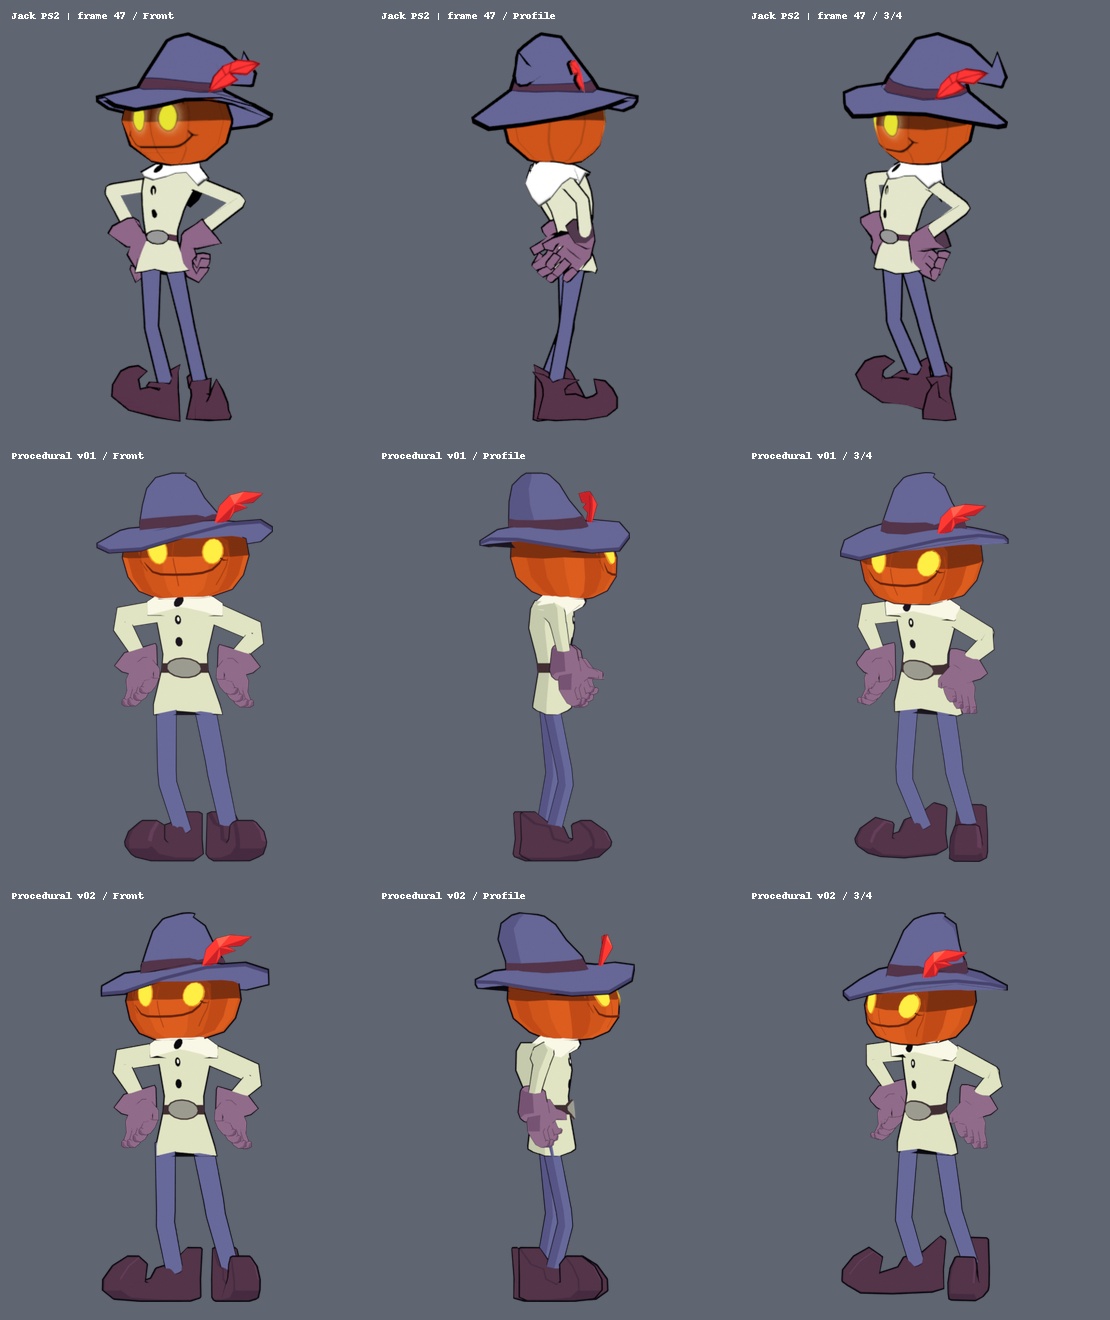 Jack PS2 | frame 47 / Front
Jack PS2 | frame 47 / Profile
Jack PS2 | frame 47 / 3/4
Procedural v01 / Front
Procedural v01 / Profile
Procedural v01 / 3/4
Procedural v02 / Front
Procedural v02 / Profile
Procedural v02 / 3/4